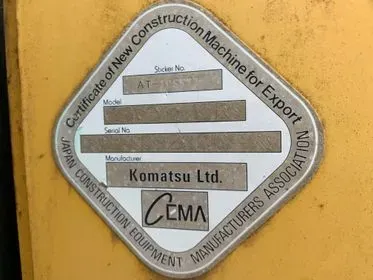 Certificate of New Construction Machine for Export
Sticker No.
AT-
Model
Serial No.
Manufacturer
Komatsu Ltd.
CEMA
JAPAN CONSTRUCTION EQUIPMENT MANUFACTURERS ASSOCIATION